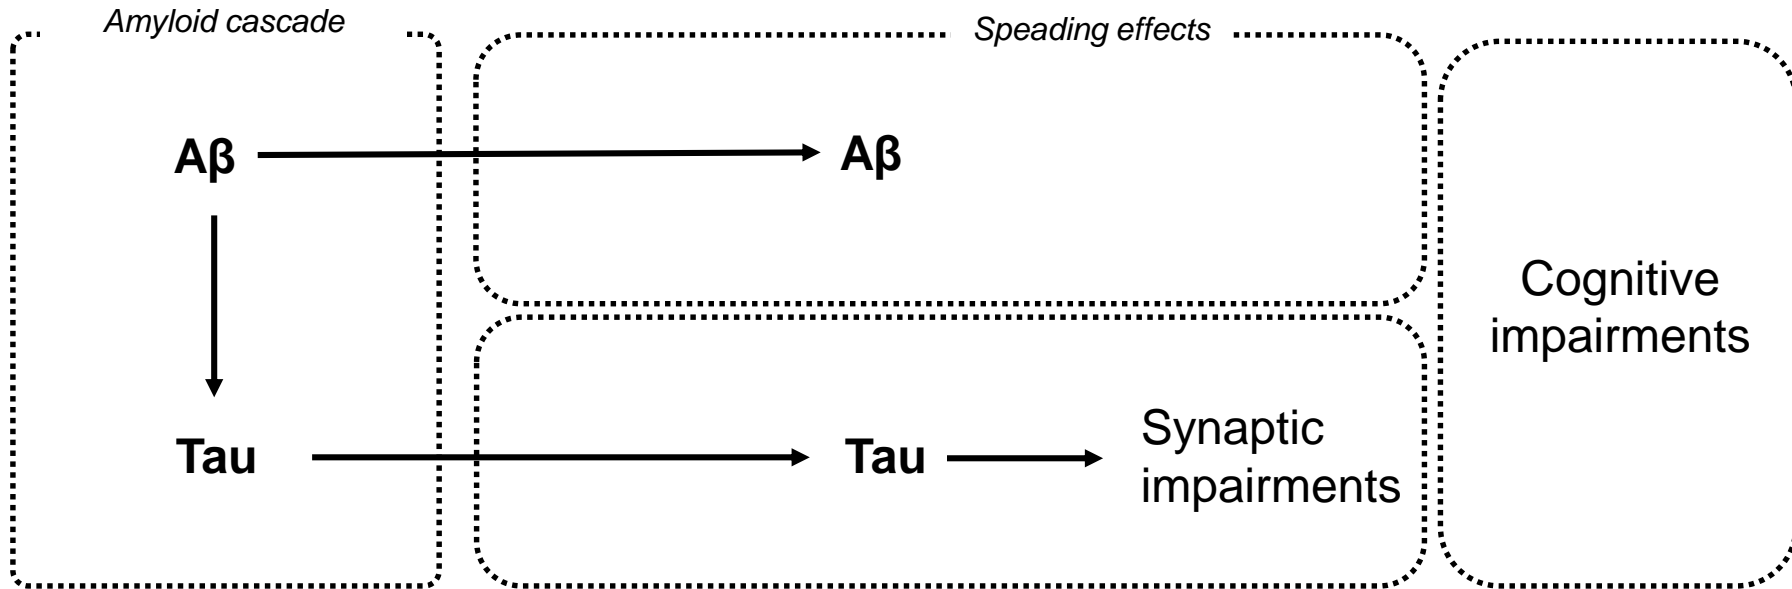 Amyloid cascade
Speading effects
Aβ
Aβ
Cognitive
impairments
Tau
Tau
Synaptic
impairments